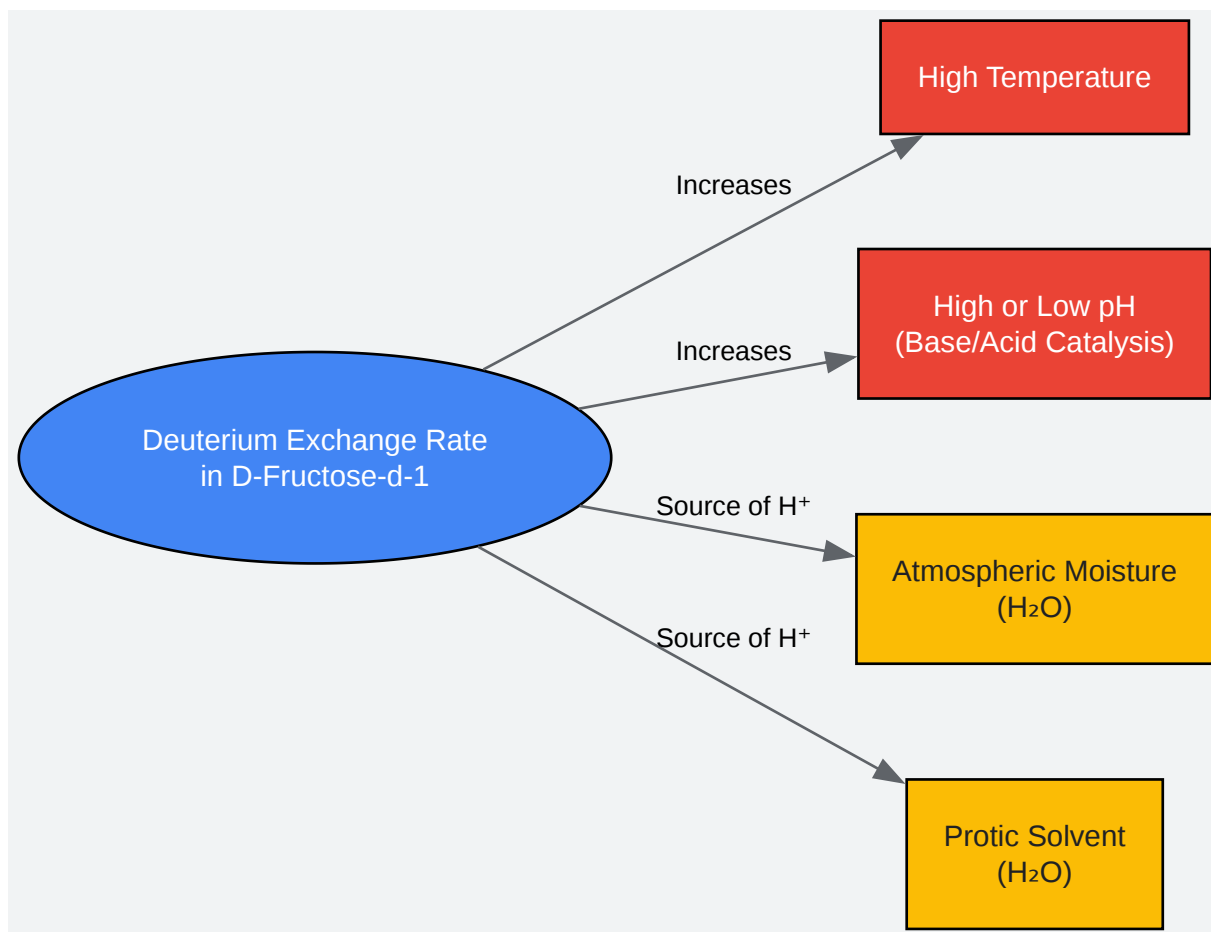 High Temperature
Increases
High or Low pH
(Base/Acid Catalysis)
Increases
Deuterium Exchange Rate
in D-Fructose-d-1
Source of H⁺
Atmospheric Moisture
(H₂O)
Source of H⁺
Protic Solvent
(H₂O)